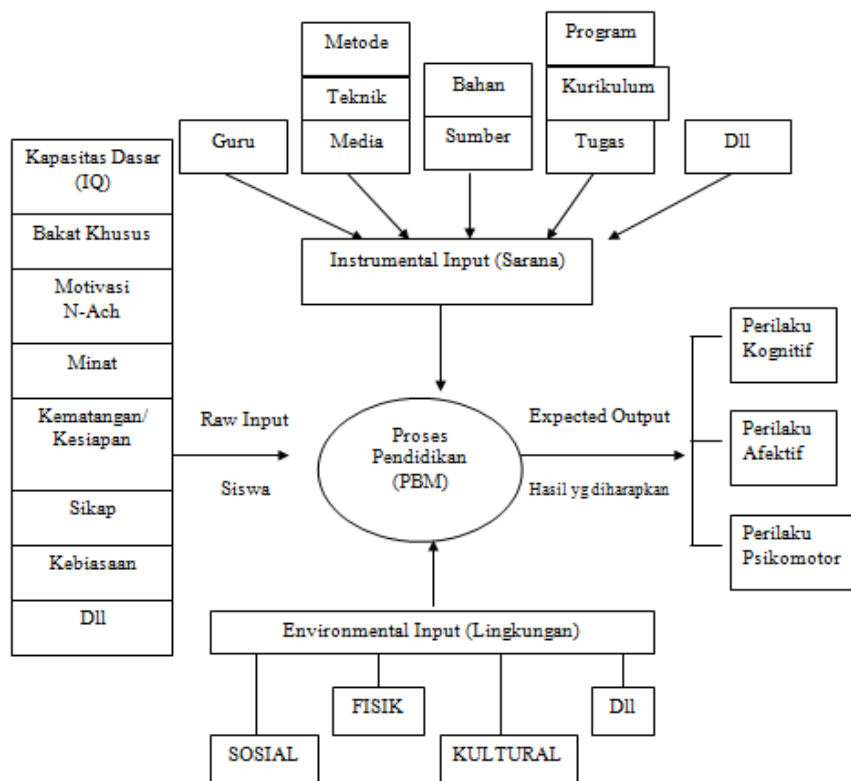 Metode
Teknik
Media
Program
Kurikulum
Tugas
Bahan
Sumber
Guru
Dll
Kapasitas Dasar
(IQ)
Bakat Khusus
Motivasi
N-Ach
Minat
Kematangan/
Kesiapan
Sikap
Kebiasaan
Dll
Instrumental Input (Sarana)
Raw Input
Siswa
Proses
Pendidikan
(PBM)
Expected Output
Hasil yg diharapkan
Perilaku
Kognitif
Perilaku
Afektif
Perilaku
Psikomotor
Environmental Input (Lingkungan)
FISIK
Dll
SOSIAL
KULTURAL